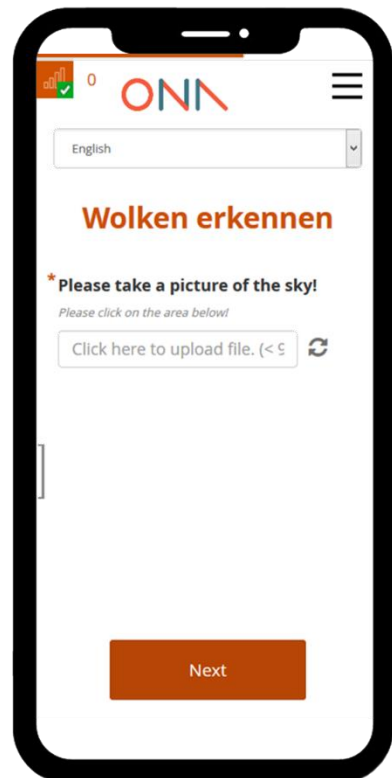 0
ONA
English
Wolken erkennen
* Please take a picture of the sky!
Please click on the area below!
Click here to upload file. (< 9
Next